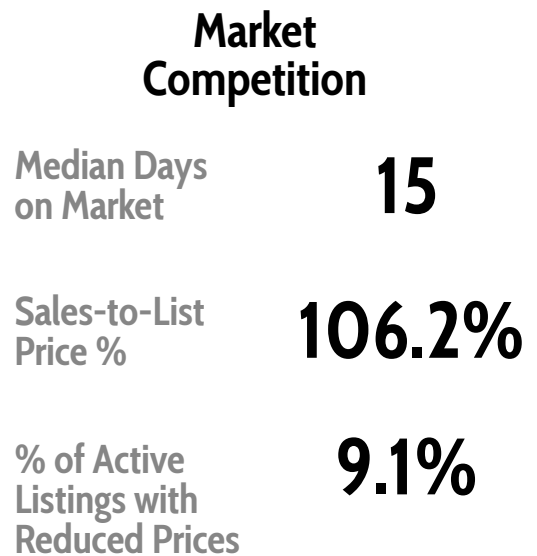 Market
Competition
Median Days
on Market
15
Sales-to-List
Price %
106.2%
% of Active
Listings with
Reduced Prices
9.1%